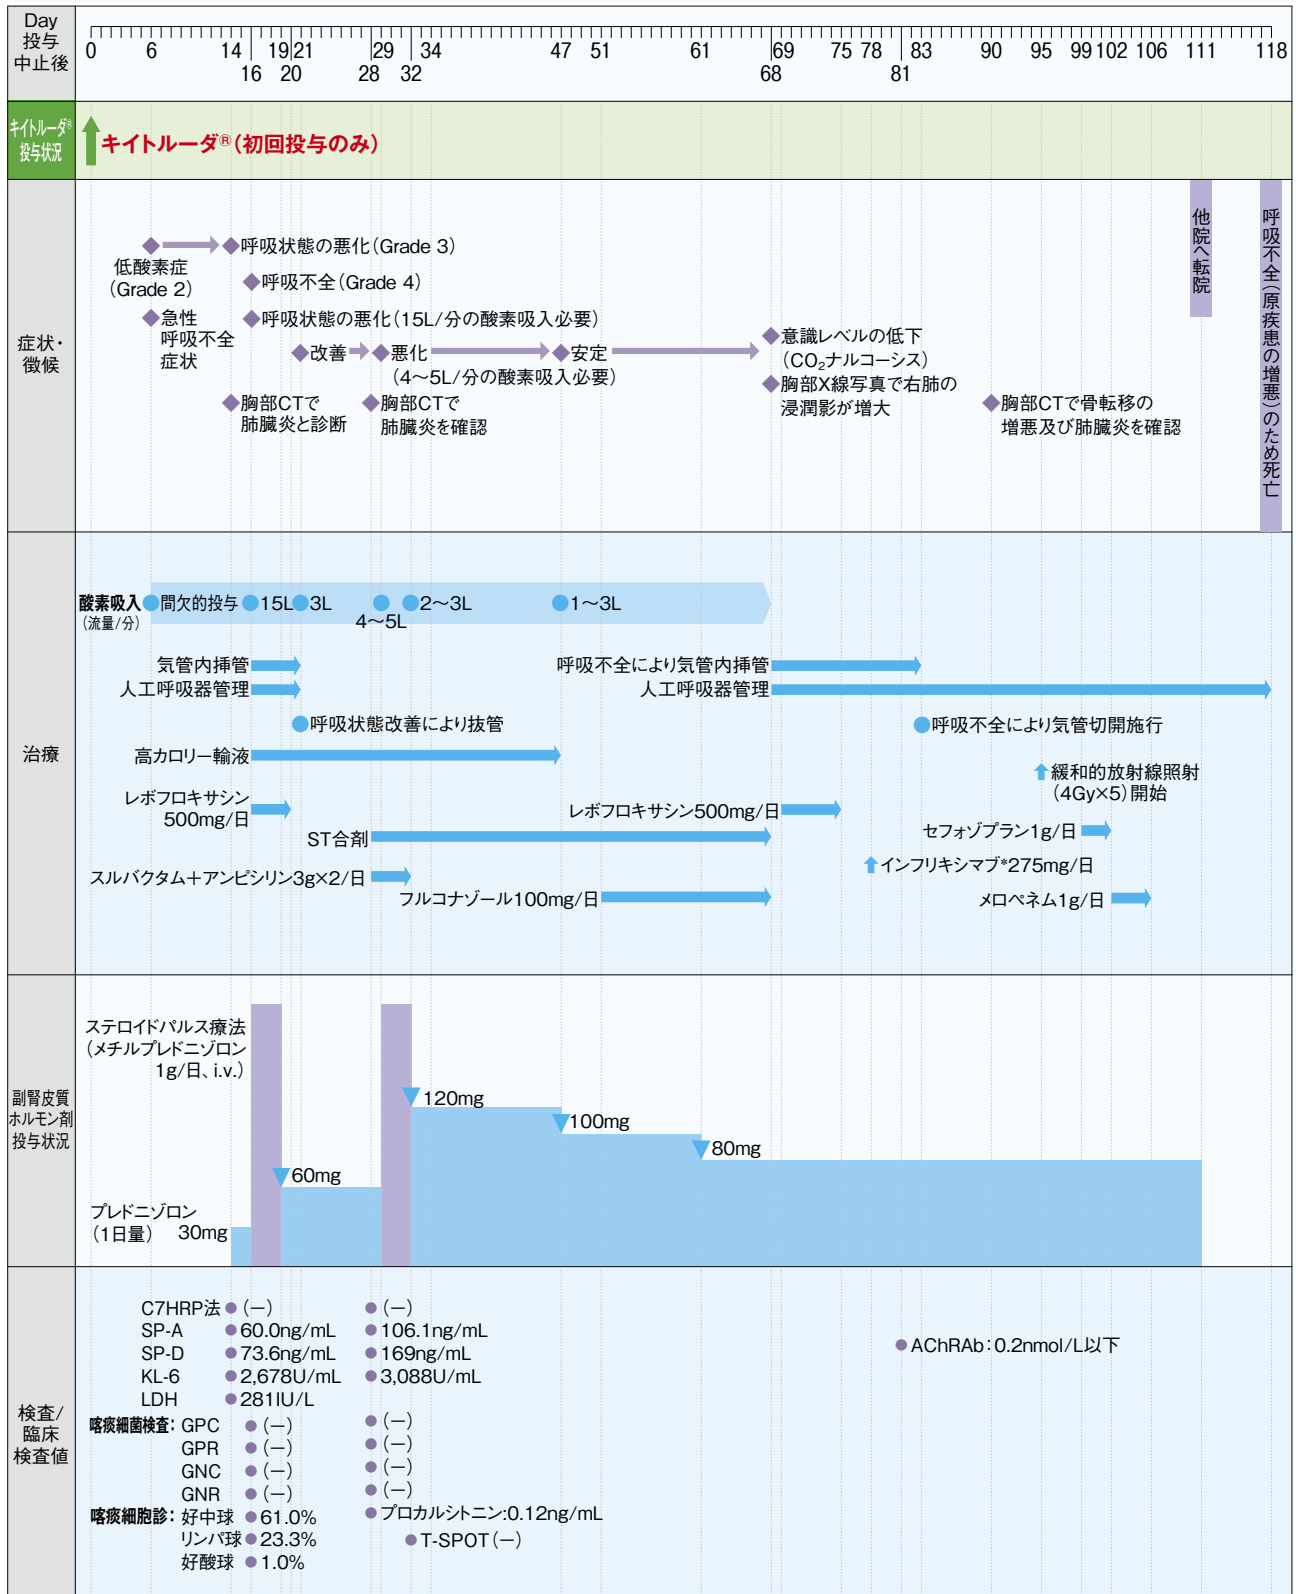 Day
投与
中止後
0 6 14 19 21 29 34 47 51 61 69 75 78 83 90 95 99 102 106 111 118
16 20 28 32 68 81
キイトルーダ®
投与状況
キイトルーダ®(初回投与のみ)
症状・
徴候
呼吸状態の悪化(Grade 3)
低酸素症
(Grade 2)
呼吸不全(Grade 4)
急性
呼吸不全
症状
呼吸状態の悪化(15L/分の酸素吸入必要)
改善
悪化
(4〜5L/分の酸素吸入必要)
安定
意識レベルの低下
(CO₂ナルコーシス)
胸部X線写真で右肺の
浸潤影が増大
胸部CTで
肺臓炎と診断
胸部CTで
肺臓炎を確認
胸部CTで骨転移の
増悪及び肺臓炎を確認
他院へ転院
呼吸不全(原疾患の増悪)のため死亡
治療
酸素吸入
(流量/分)
間欠的投与 15L 3L 2〜3L 1〜3L
4〜5L
気管内挿管
人工呼吸器管理
呼吸不全により気管内挿管
人工呼吸器管理
呼吸状態改善により抜管
呼吸不全により気管切開施行
高カロリー輸液
緩和的放射線照射
(4Gy×5)開始
レボフロキサシン
500mg/日
レボフロキサシン500mg/日
ST合剤
セフォゾプラン1g/日
スルバクタム+アンピシリン3g×2/日
インフリキシマブ*275mg/日
フルコナゾール100mg/日
メロペネム1g/日
副腎皮質
ホルモン剤
投与状況
ステロイドパルス療法
(メチルプレドニゾロン
1g/日、i.v.)
120mg
100mg
80mg
60mg
プレドニゾロン
(1日量) 30mg
検査/
臨床
検査値
C7HRP法 (−) (−)
SP-A 60.0ng/mL 106.1ng/mL
SP-D 73.6ng/mL 169ng/mL
AChRAb:0.2nmol/L以下
KL-6 2,678U/mL 3,088U/mL
LDH 281IU/L
喀痰細菌検査: GPC (−) (−)
GPR (−) (−)
GNC (−) (−)
GNR (−) (−)
喀痰細胞診: 好中球 61.0% プロカルシトニン:0.12ng/mL
リンパ球 23.3% T-SPOT(−)
好酸球 1.0%